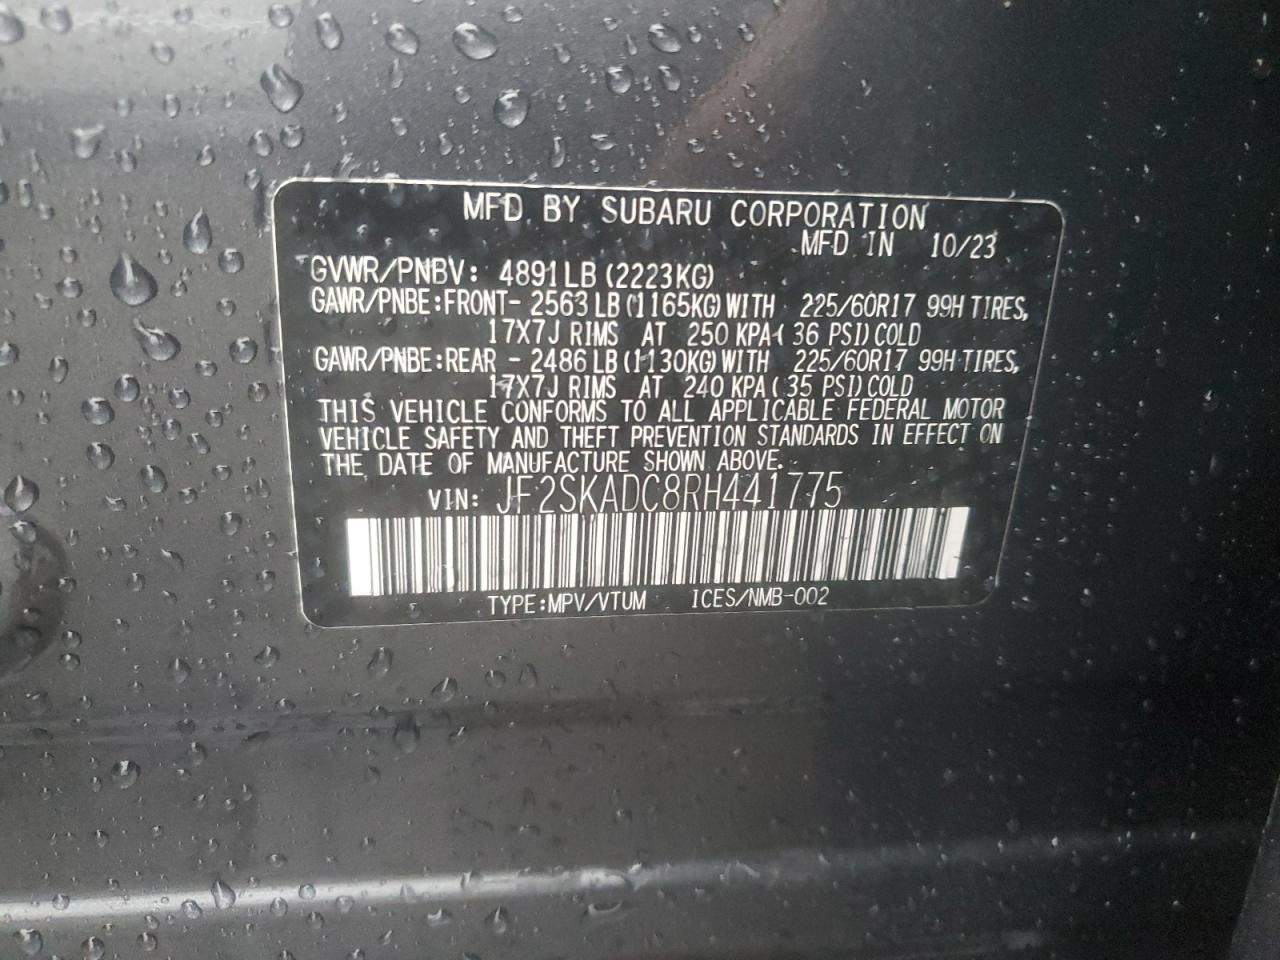 MFD. BY SUBARU CORPORATION
MFD IN 10/23
GVWR/PNBV: 4891LB (2223KG)
GAWR/PNBE:FRONT- 2563 LB (1165KG) WITH 225/60R17 99H TIRES,
17X7J RIMS AT 250 KPA ( 36 PSI) COLD
GAWR/PNBE:REAR - 2486 LB (1130KG) WITH 225/60R17 99H TIRES,
17X7J RIMS AT 240 KPA ( 35 PSI) COLD
THIS VEHICLE CONFORMS TO ALL APPLICABLE FEDERAL MOTOR
VEHICLE SAFETY AND THEFT PREVENTION STANDARDS IN EFFECT ON
THE DATE OF MANUFACTURE SHOWN ABOVE.
VIN: JF2SKADC8RH441775
TYPE:MPV/VTUM ICES/NMB-002